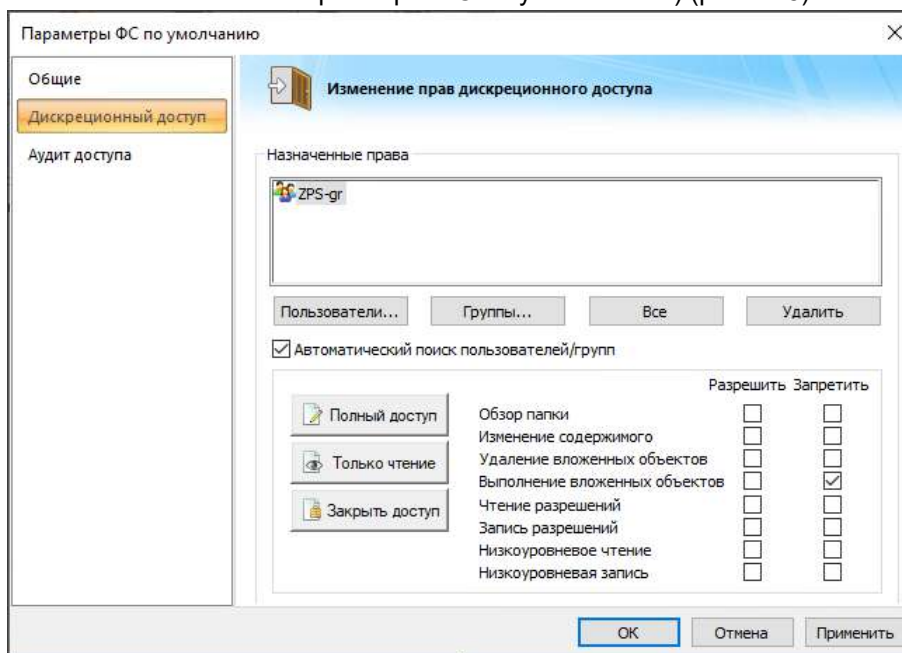 Параметры ФС по умолчанию
Общие
Дискреционный доступ
Аудит доступа
Изменение прав дискреционного доступа
Назначенные права
ZPS-gr
Пользователи... Группы... Все Удалить
Автоматический поиск пользователей/групп
Разрешить Запретить
Полный доступ
Только чтение
Закрыть доступ
Обзор папки
Изменение содержимого
Удаление вложенных объектов
Выполнение вложенных объектов
Чтение разрешений
Запись разрешений
Низкоуровневое чтение
Низкоуровневая запись
ОК Отмена Применить